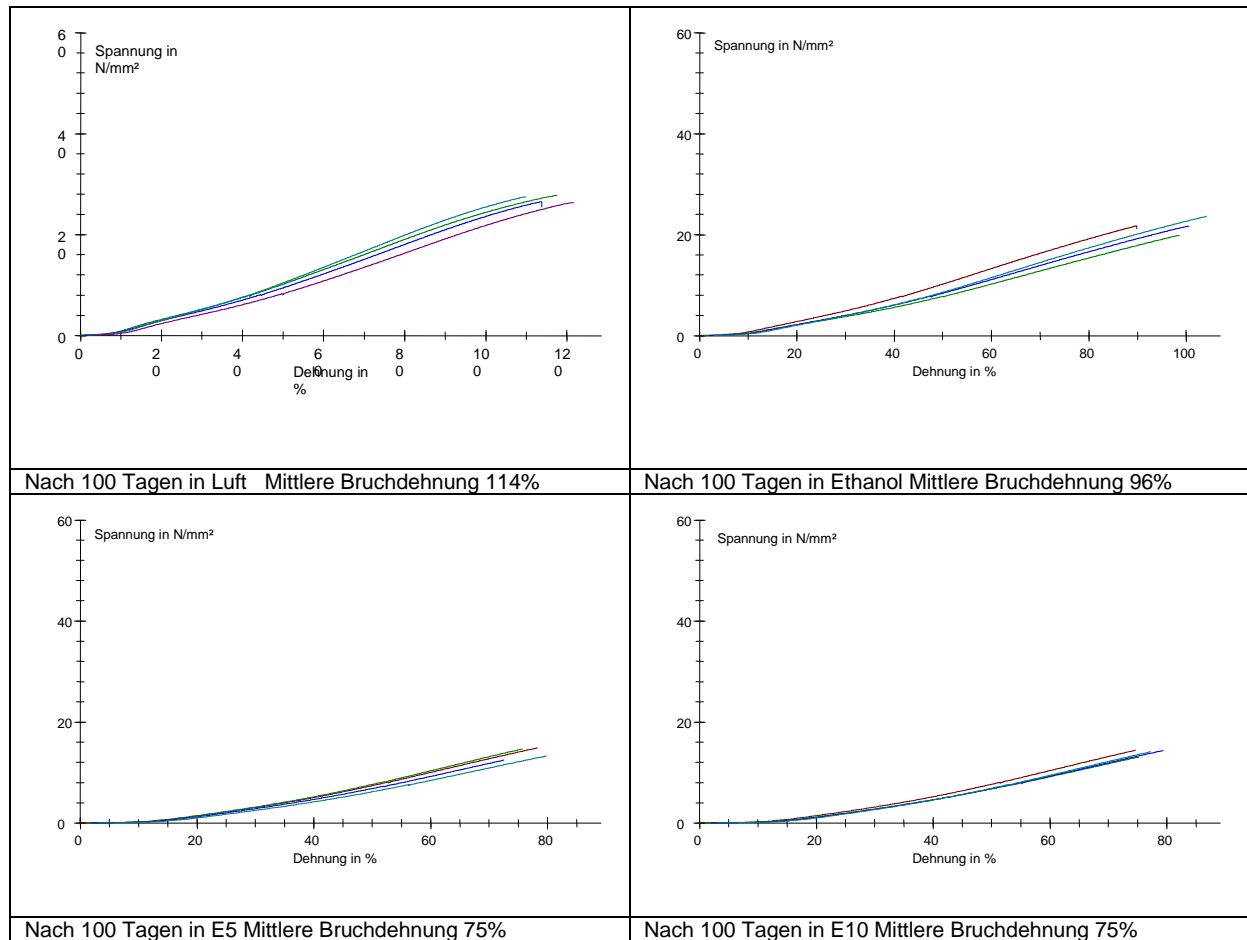 6
0
Spannung in
N/mm²
4
0
2
0
0
0 2 4 6 8 10 12
0 0 0 0 0 0
Dehnung in
%
60
Spannung in N/mm²
40
20
0
0 20 40 60 80 100
Dehnung in %
Nach 100 Tagen in Luft Mittlere Bruchdehnung 114%
Nach 100 Tagen in Ethanol Mittlere Bruchdehnung 96%
60
Spannung in N/mm²
40
20
0
0 20 40 60 80
Dehnung in %
60
Spannung in N/mm²
40
20
0
0 20 40 60 80
Dehnung in %
Nach 100 Tagen in E5 Mittlere Bruchdehnung 75%
Nach 100 Tagen in E10 Mittlere Bruchdehnung 75%